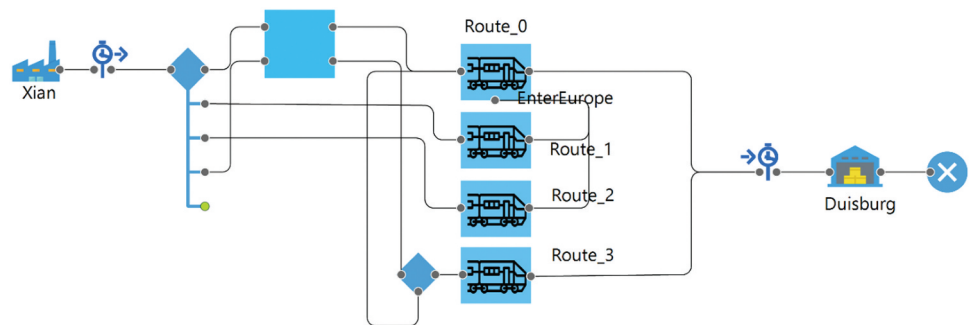 Route_0
Xian
EnterEurope
Route_1
Route_2
Duisburg
Route_3